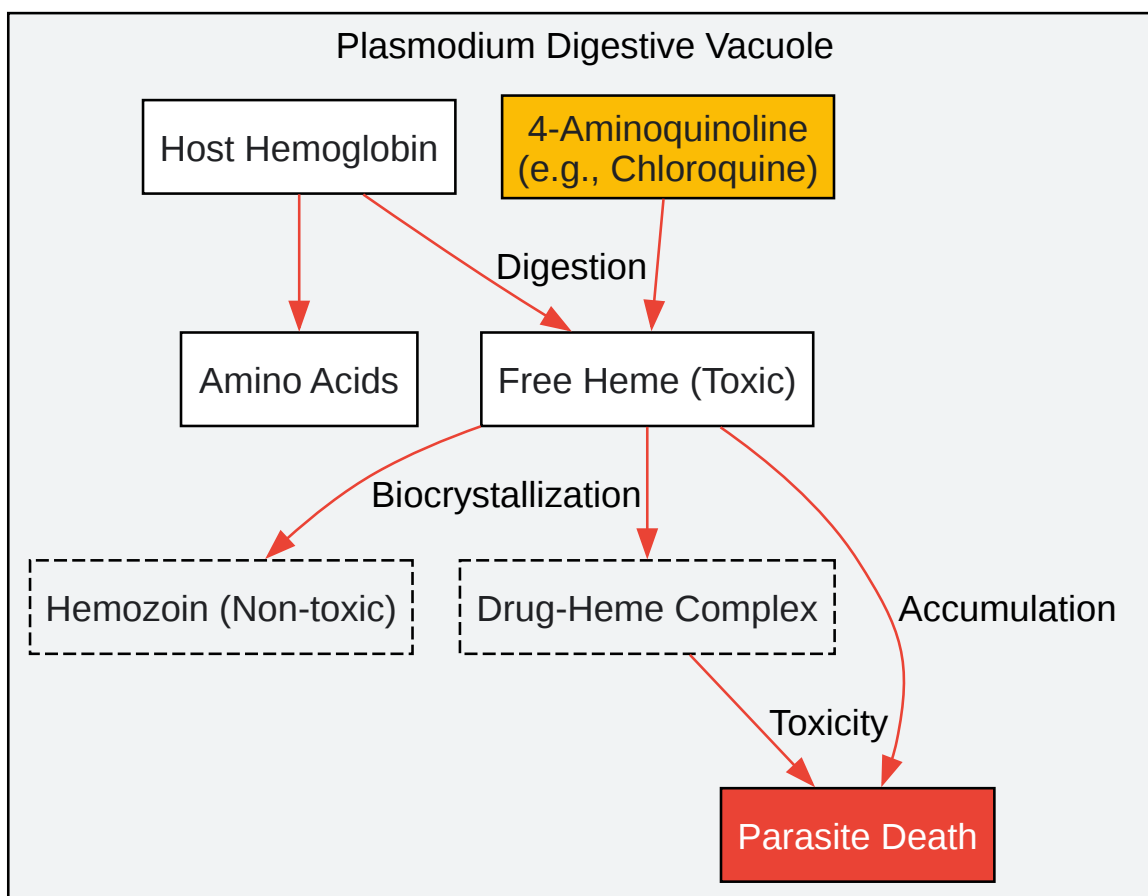 Plasmodium Digestive Vacuole
Host Hemoglobin
4-Aminoquinoline
(e.g., Chloroquine)
Digestion
Amino Acids
Free Heme (Toxic)
Biocrystallization
Hemozoin (Non-toxic)
Drug-Heme Complex
Accumulation
Toxicity
Parasite Death